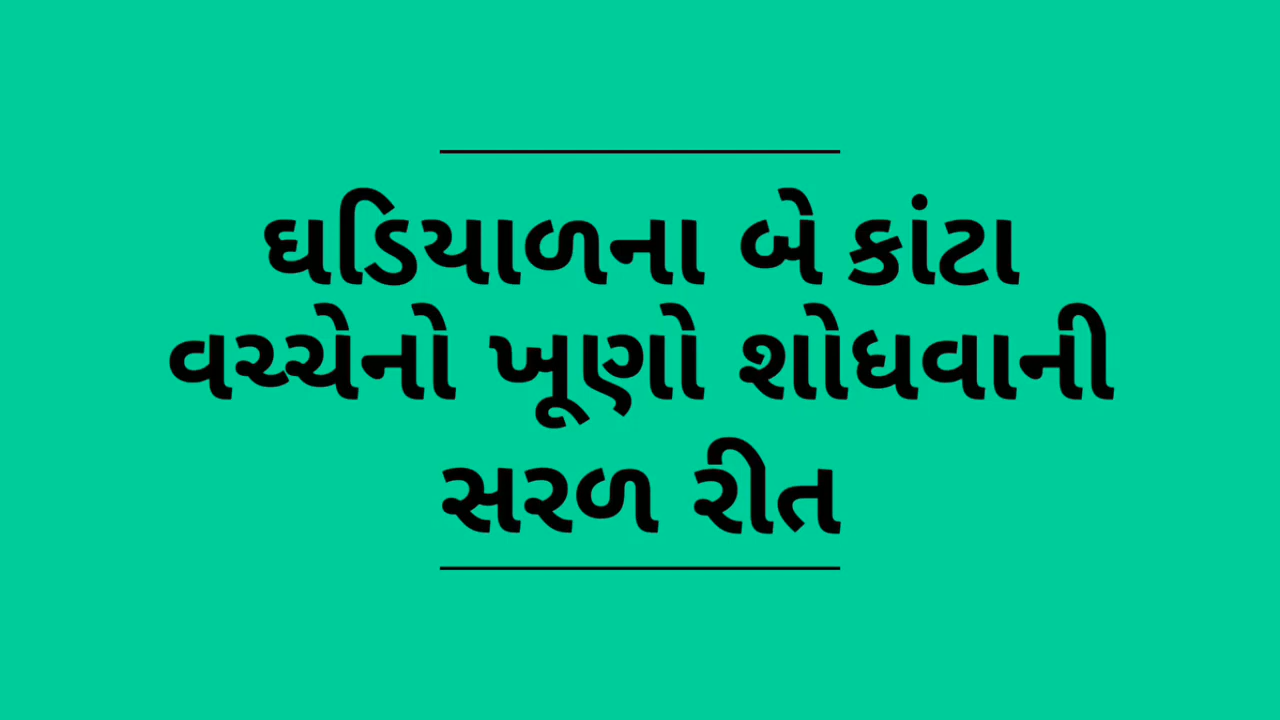 ઘડિયાળના બે કાંટા
વચ્ચેનો ખૂણો શોધવાની
સરળ રીત